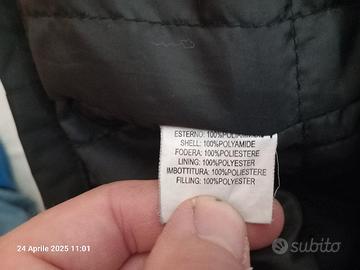 ESTERNO: 100%POLIAMMIDE
SHELL: 100%POLYAMIDE
FODERA: 100%POLIESTERE
LINING: 100%POLYESTER
IMBOTTITURA: 100%POLIESTERE
FILLING: 100%POLYESTER
24 Aprile 2025 11:01
subito